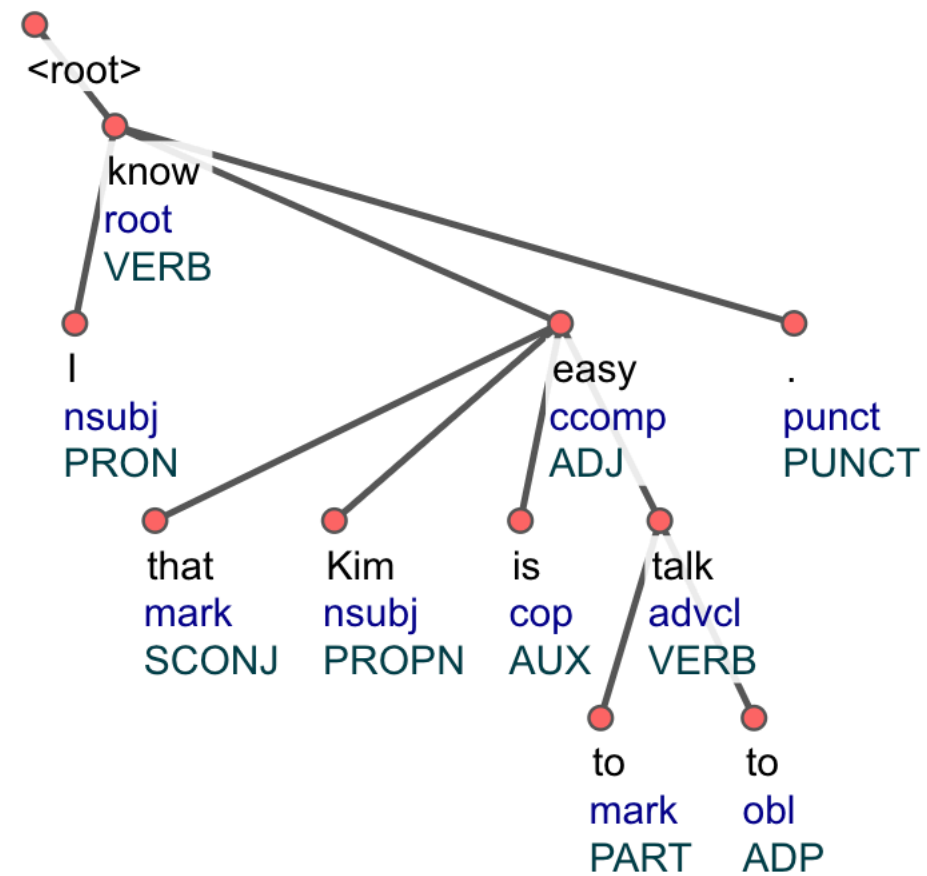 <root>
know
root
VERB
I
nsubj
PRON
easy
ccomp
ADJ
.
punct
PUNCT
that
mark
SCONJ
Kim
nsubj
PROPN
is
cop
AUX
talk
advcl
VERB
to
mark
PART
to
obl
ADP